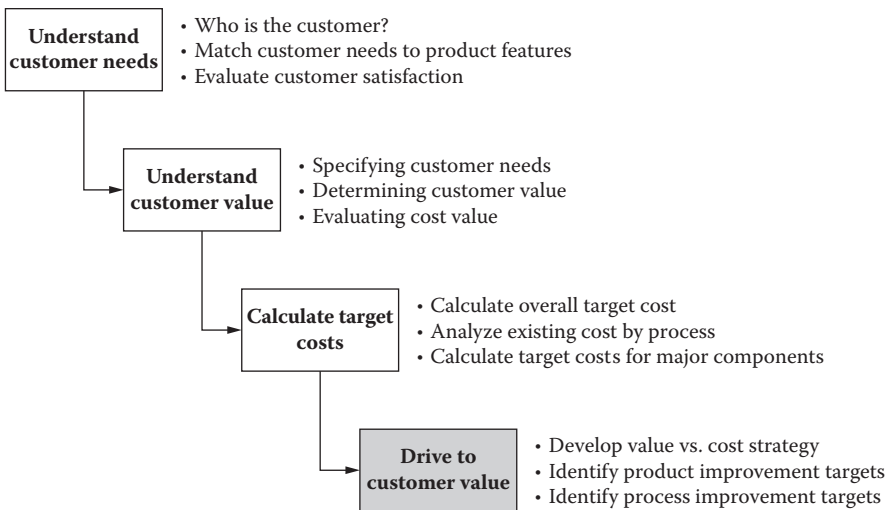 Understand
customer needs
• Who is the customer?
• Match customer needs to product features
• Evaluate customer satisfaction
Understand
customer value
• Specifying customer needs
• Determining customer value
• Evaluating cost value
Calculate target
costs
• Calculate overall target cost
• Analyze existing cost by process
• Calculate target costs for major components
Drive to
customer value
• Develop value vs. cost strategy
• Identify product improvement targets
• Identify process improvement targets